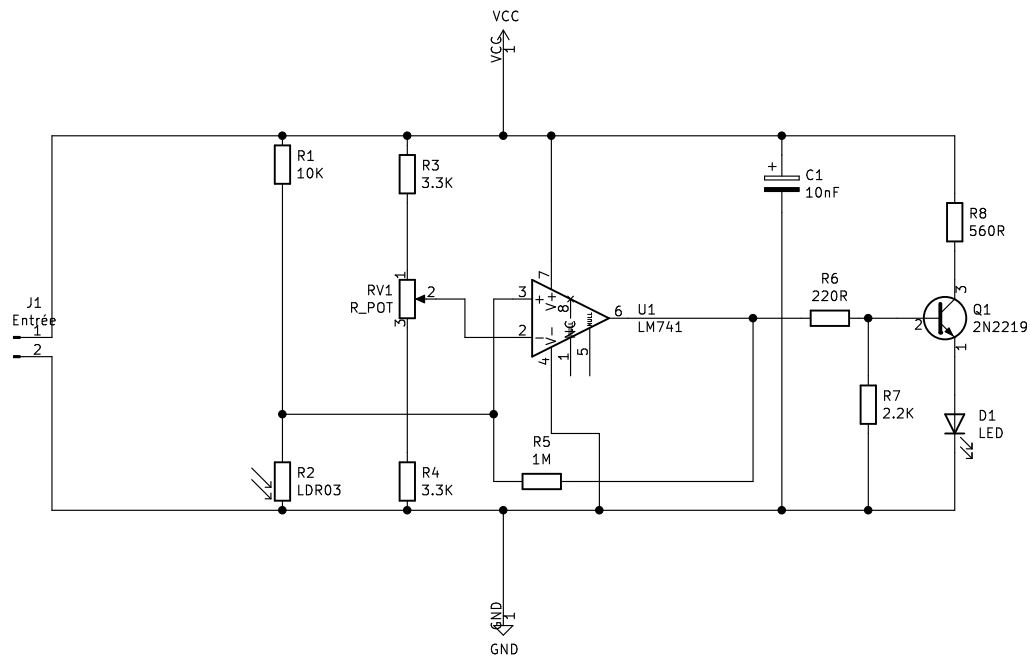 VCC
VCC
1
R1
10K
R3
3.3K
C1
10nF
+
R8
560R
J1
Entrée
1
2
RV1
R_POT
1
2
3
3
2
7
+
V+
8
NC
NULL
-
V-
4
1
5
6
U1
LM741
R6
220R
3
Q1
2N2219
2
1
R7
2.2K
D1
LED
R5
1M
R2
LDR03
R4
3.3K
GND
1
GND